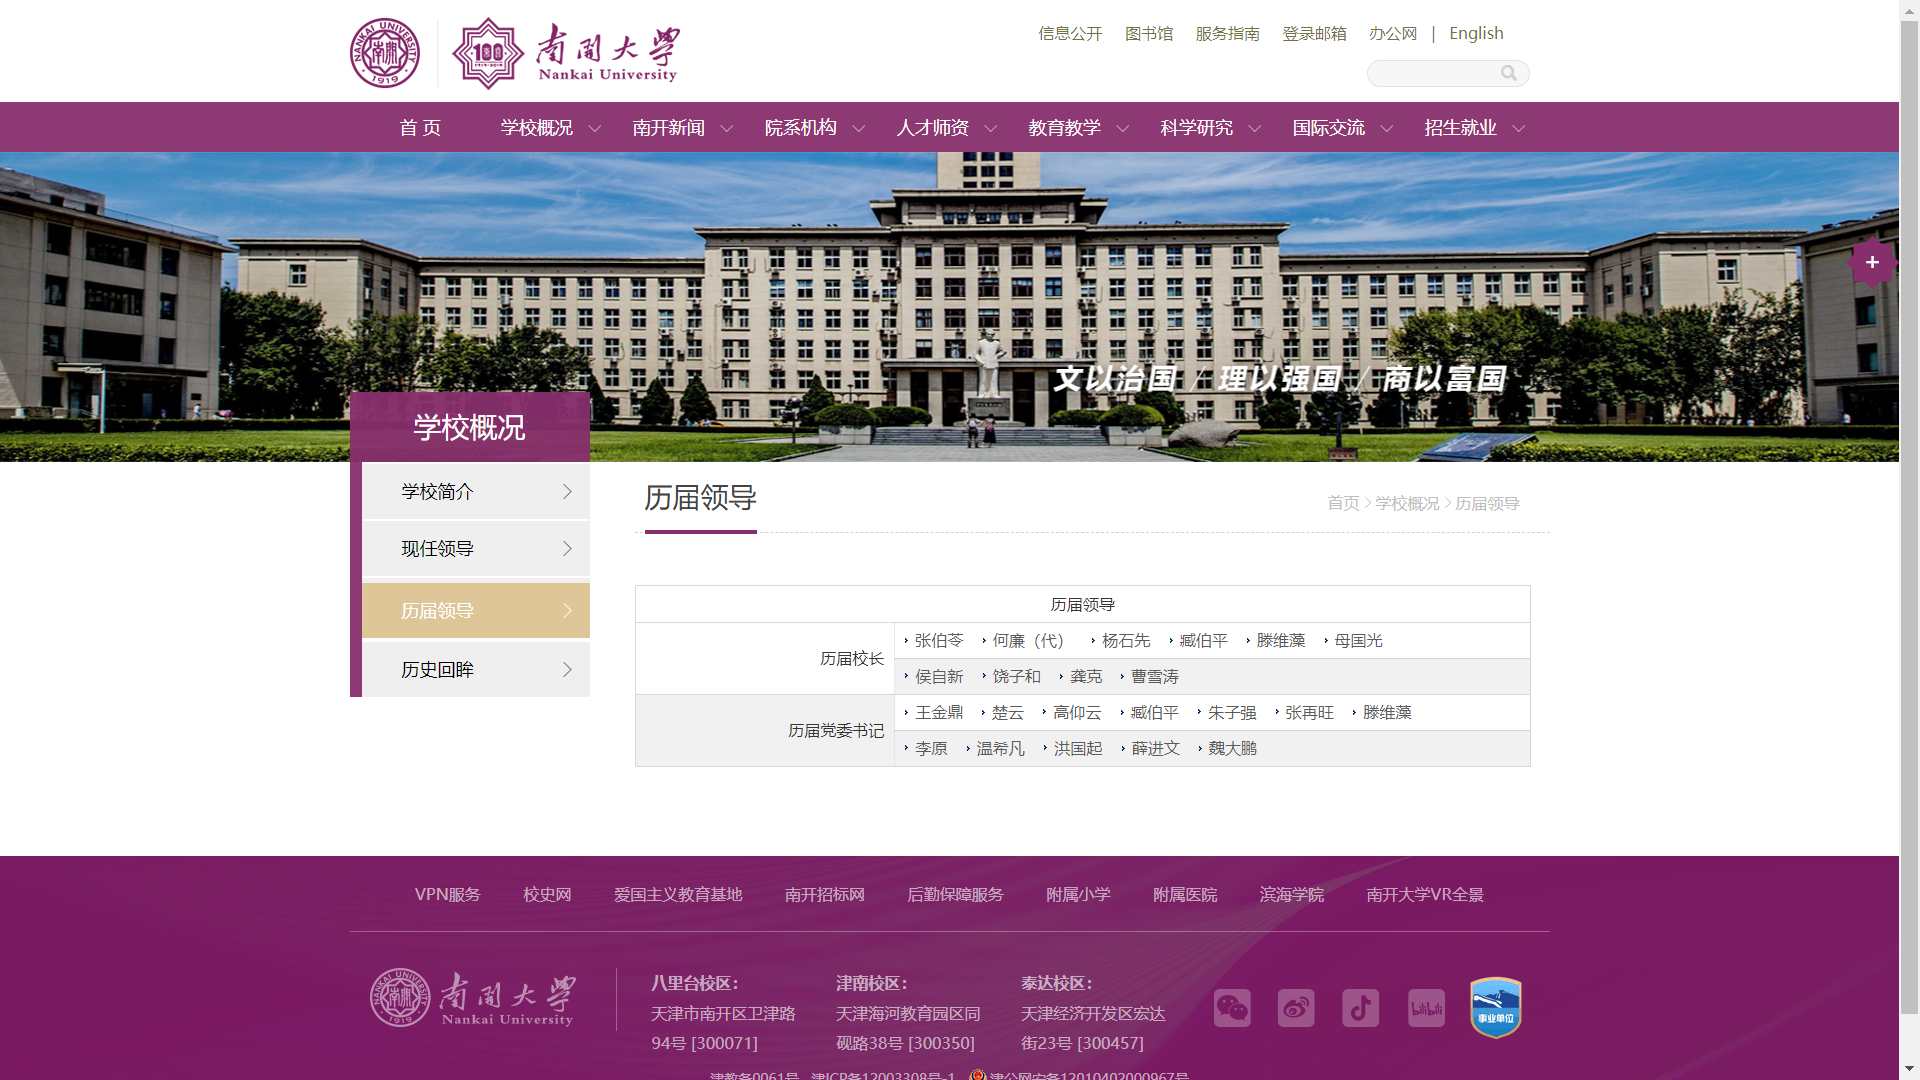 NANKAI UNIVERSITY
1919
100
南開大學
Nankai University
信息公开 图书馆 服务指南 登录邮箱 办公网 | English
首 页 学校概况 南开新闻 院系机构 人才师资 教育教学 科学研究 国际交流 招生就业
+
文以治国 / 理以强国 / 商以富国
学校概况
学校简介
现任领导
历届领导
历史回眸
历届领导
首页 > 学校概况 > 历届领导
历届领导
历届校长
张伯苓 何廉（代） 杨石先 臧伯平 滕维藻 母国光
侯自新 饶子和 龚克 曹雪涛
历届党委书记
王金鼎 楚云 高仰云 臧伯平 朱子强 张再旺 滕维藻
李原 温希凡 洪国起 薛进文 魏大鹏
VPN服务 校史网 爱国主义教育基地 南开招标网 后勤保障服务 附属小学 附属医院 滨海学院 南开大学VR全景
NANKAI UNIVERSITY
1919
南開大學
Nankai University
八里台校区：
天津市南开区卫津路
94号 [300071]
津南校区：
天津海河教育园区同
砚路38号 [300350]
泰达校区：
天津经济开发区宏达
街23号 [300457]
bilibili
事业单位
津教备0061号 津ICP备12003308号-1 津公网安备12010402000967号